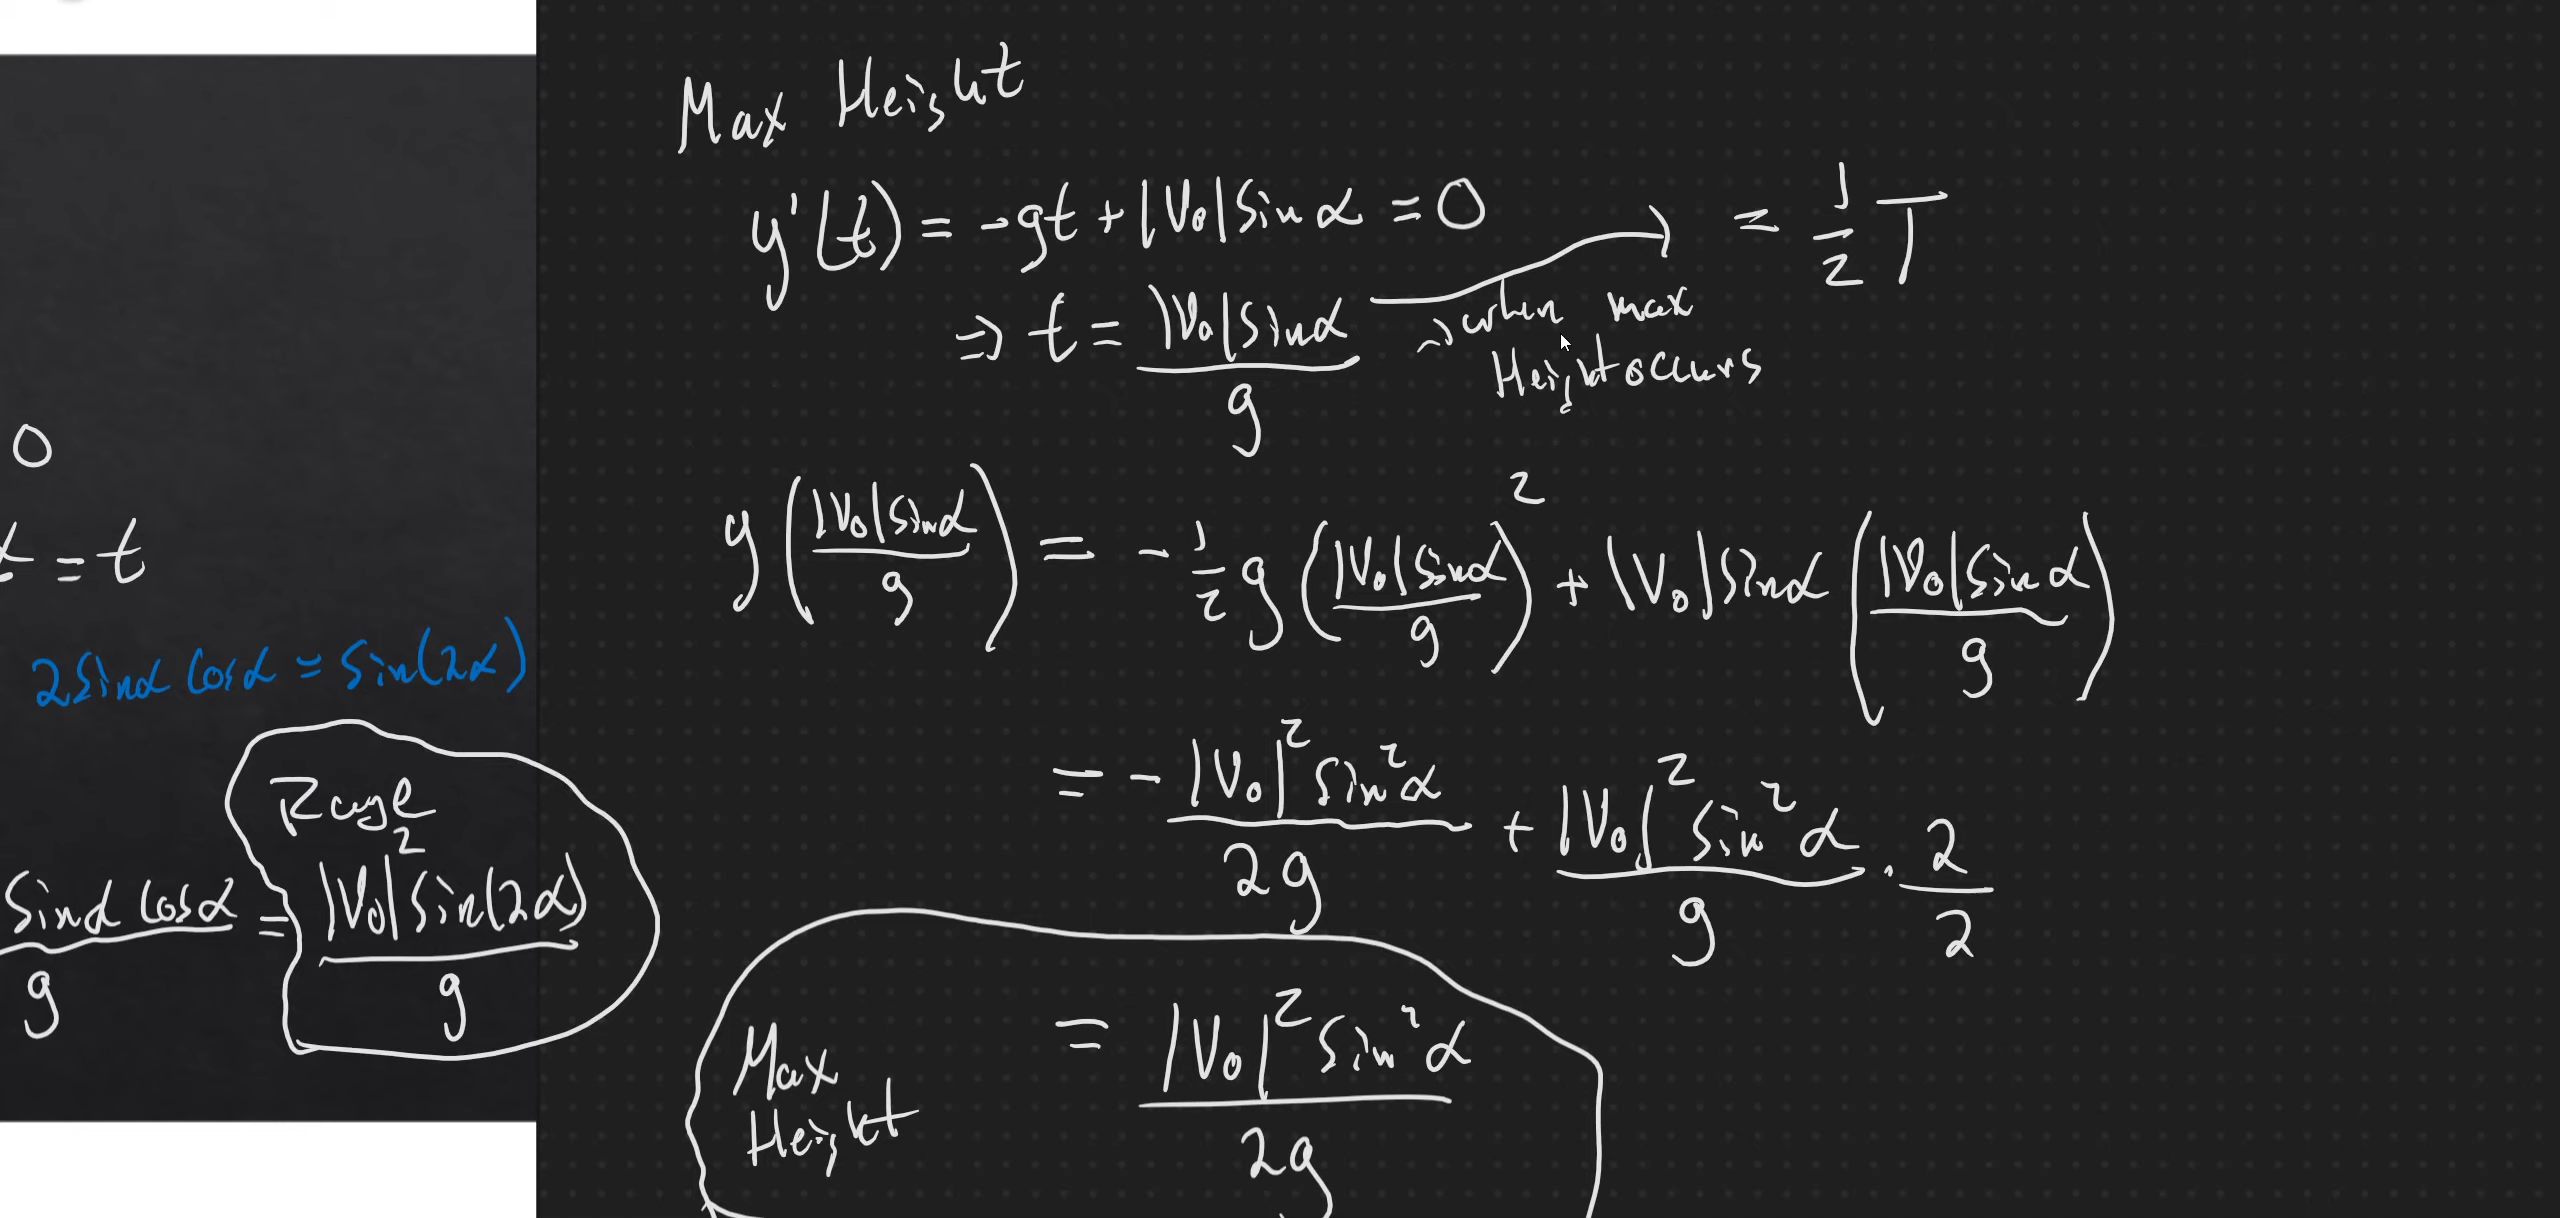 Max Height
y'(t) = -gt + |V₀| sin α = 0
= 1/2 T
⇒ t = |V₀| sin α / g
→ when max
Height occurs
0
= t
y(|V₀| sin α / g) = -1/2 g (|V₀| sin α / g)² + |V₀| sin α (|V₀| sin α / g)
2 sin α cos α = sin(2α)
= - |V₀|² sin² α / 2g + |V₀|² sin² α / g · 2/2
Range
sin α cos α / g = |V₀|² sin(2α) / g
Max Height = |V₀|² sin² α / 2g